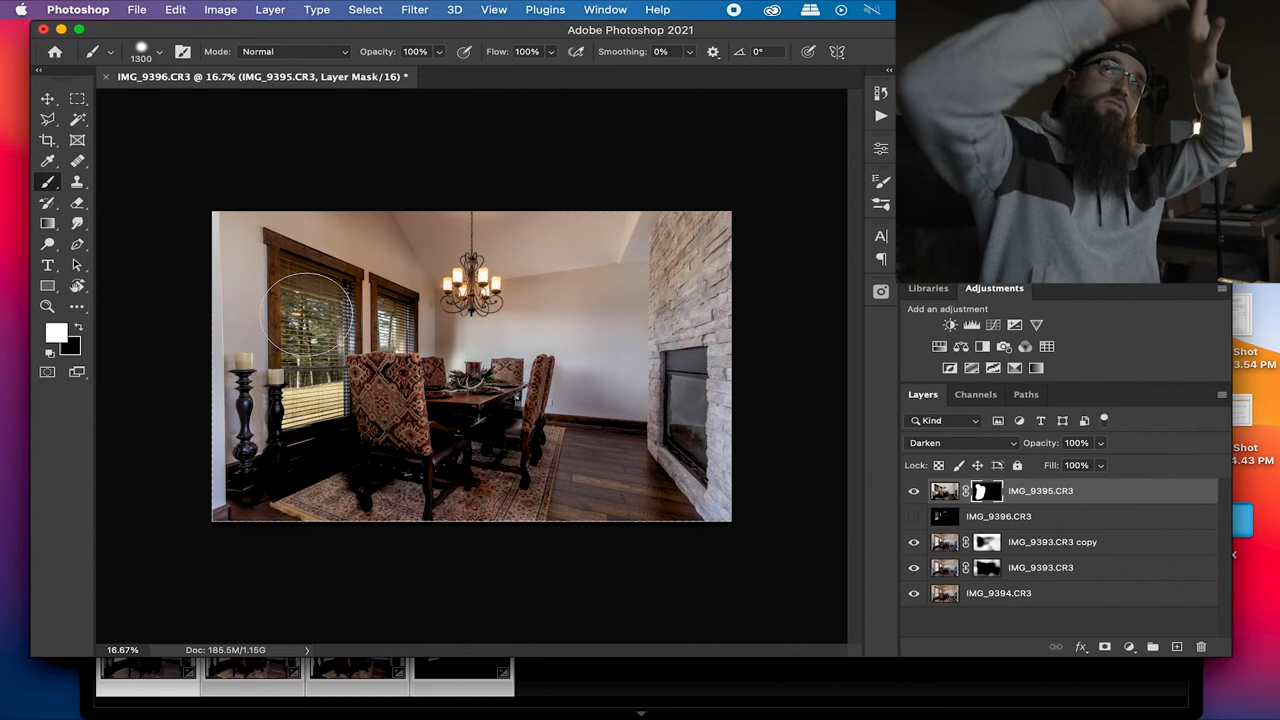 Photoshop File Edit Image Layer Type Select Filter 3D View Plugins Window Help
Adobe Photoshop 2021
1300 Mode: Normal Opacity: 100% Flow: 100% Smoothing: 0% 0°
IMG_9396.CR3 @ 16.7% (IMG_9395.CR3, Layer Mask/16) *
Libraries Adjustments
Add an adjustment
Shot
3.54 PM
Layers Channels Paths
Kind
Darken Opacity: 100%
Shot
4.43 PM
Lock: Fill: 100%
IMG_9395.CR3
IMG_9396.CR3
IMG_9393.CR3 copy
IMG_9393.CR3
IMG_9394.CR3
16.67% Doc: 185.5M/1.15G